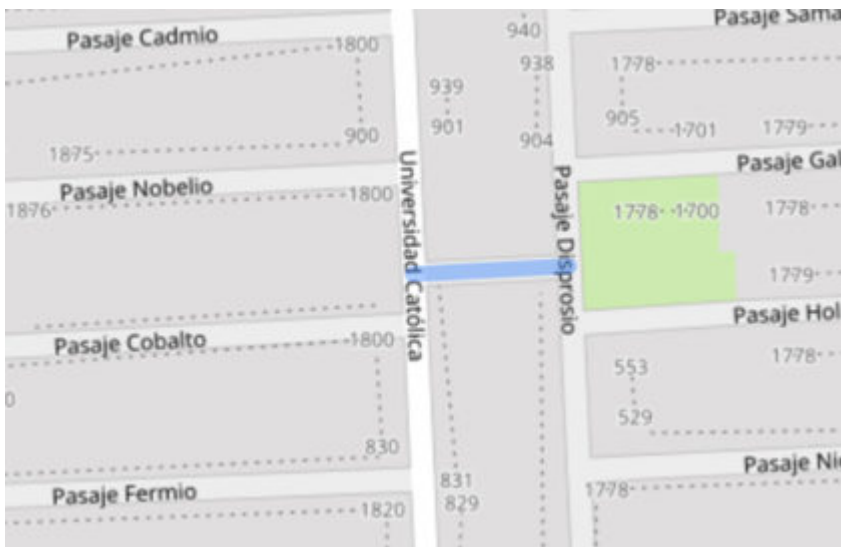 Pasaje Cadmio
1800
940
Pasaje Sama
938
1778
939
905
1701
1779
901
904
900
1875
Pasaje Nobelio
1800
1876
Universidad Católica
Pasaje Disprosio
Pasaje Gal
1778
1700
1778
1779
Pasaje Cobalto
1800
Pasaje Hol
1778
553
0
529
830
831
829
Pasaje Nic
1778
Pasaje Fermio
1820